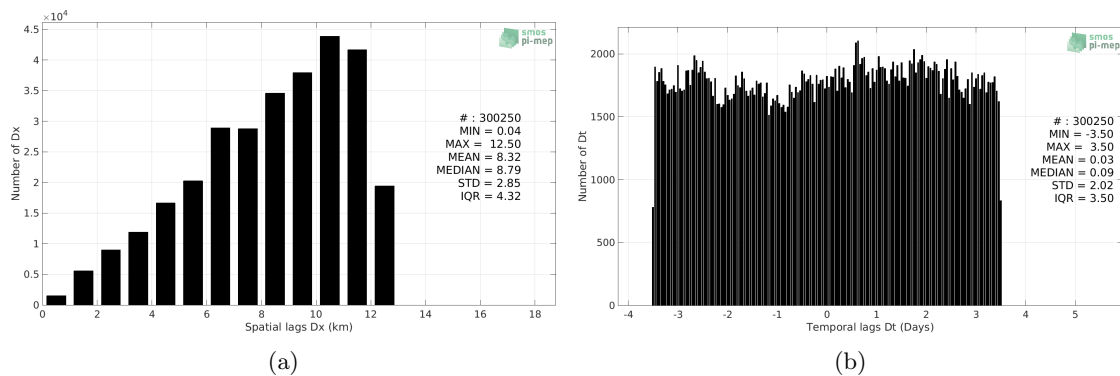 ×10⁴
4.5
4
3.5
3
2.5
2
1.5
1
0.5
0
Number of Dx
0 2 4 6 8 10 12 14 16 18
Spatial lags Dx (km)
smos
pi-mep
# : 300250
MIN = 0.04
MAX = 12.50
MEAN = 8.32
MEDIAN = 8.79
STD = 2.85
IQR = 4.32
(a)
2000
1500
1000
500
0
Number of Dt
-4 -3 -2 -1 0 1 2 3 4 5
Temporal lags Dt (Days)
smos
pi-mep
# : 300250
MIN = -3.50
MAX = 3.50
MEAN = 0.03
MEDIAN = 0.09
STD = 2.02
IQR = 3.50
(b)